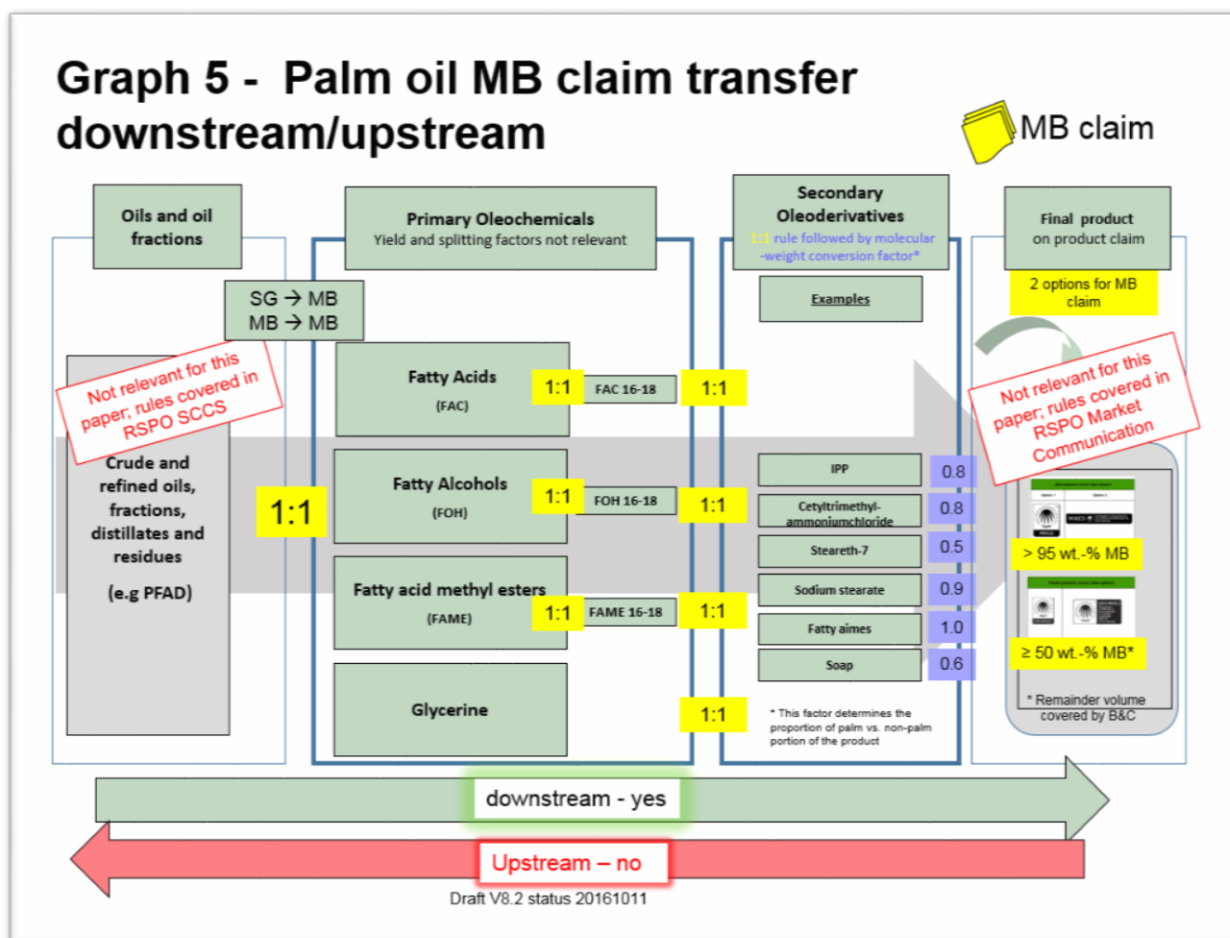 Graph 5 - Palm oil MB claim transfer
downstream/upstream
MB claim
Oils and oil
fractions
Primary Oleochemicals
Yield and splitting factors not relevant
Secondary
Oleoderivatives
1:1 rule followed by molecular
-weight conversion factor*
Final product
on product claim
SG → MB
MB → MB
Examples
2 options for MB
claim
Not relevant for this
paper; rules covered in
RSPO SCCS
Crude and
refined oils,
fractions,
distillates and
residues
(e.g PFAD)
1:1
Fatty Acids
(FAC)
1:1
FAC 16-18
1:1
Fatty Alcohols
(FOH)
1:1
FOH 16-18
1:1
Fatty acid methyl esters
(FAME)
1:1
FAME 16-18
1:1
Glycerine
1:1
IPP
0.8
Cetyltrimethyl-
ammoniumchloride
0.8
Steareth-7
0.5
Sodium stearate
0.9
Fatty aimes
1.0
Soap
0.6
* This factor determines the
proportion of palm vs. non-palm
portion of the product
Not relevant for this
paper; rules covered in
RSPO Market
Communication
> 95 wt.-% MB
≥ 50 wt.-% MB*
* Remainder volume
covered by B&C
downstream - yes
Upstream – no
Draft V8.2 status 20161011